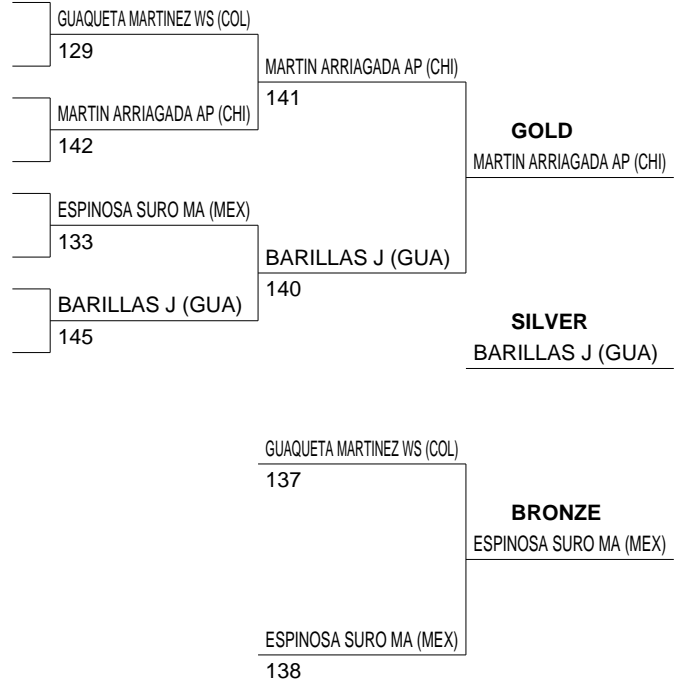 GUAQUETA MARTINEZ WS (COL)
129
MARTIN ARRIAGADA AP (CHI)
141
MARTIN ARRIAGADA AP (CHI)
142
GOLD
MARTIN ARRIAGADA AP (CHI)
ESPINOSA SURO MA (MEX)
133
BARILLAS J (GUA)
140
BARILLAS J (GUA)
145
SILVER
BARILLAS J (GUA)
GUAQUETA MARTINEZ WS (COL)
137
BRONZE
ESPINOSA SURO MA (MEX)
ESPINOSA SURO MA (MEX)
138